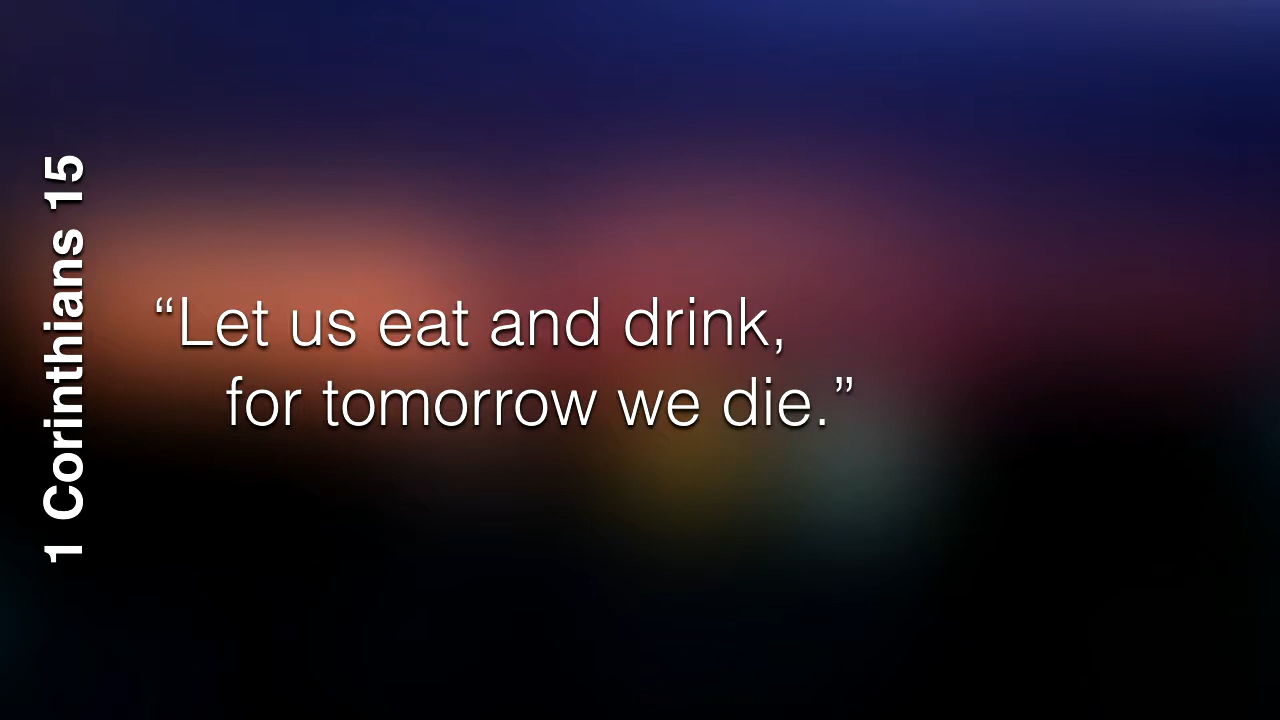 1 Corinthians 15
“Let us eat and drink,
for tomorrow we die.”